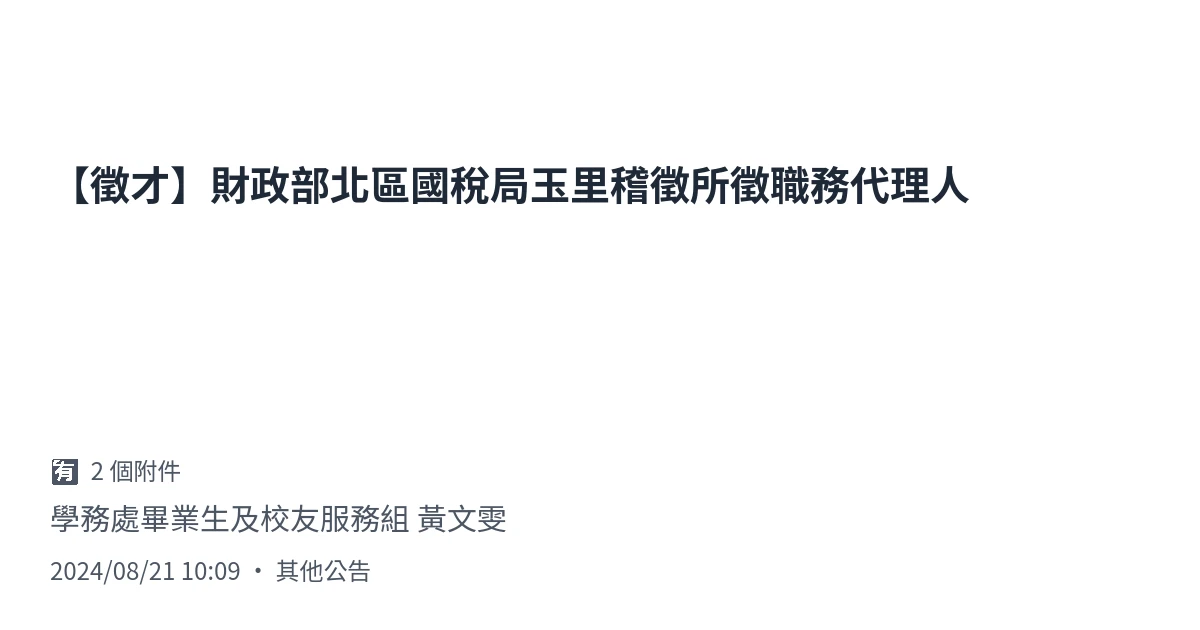 【徵才】財政部北區國稅局玉里稽徵所徵職務代理人
有 2 個附件
學務處畢業生及校友服務組 黃文雯
2024/08/21 10:09 • 其他公告